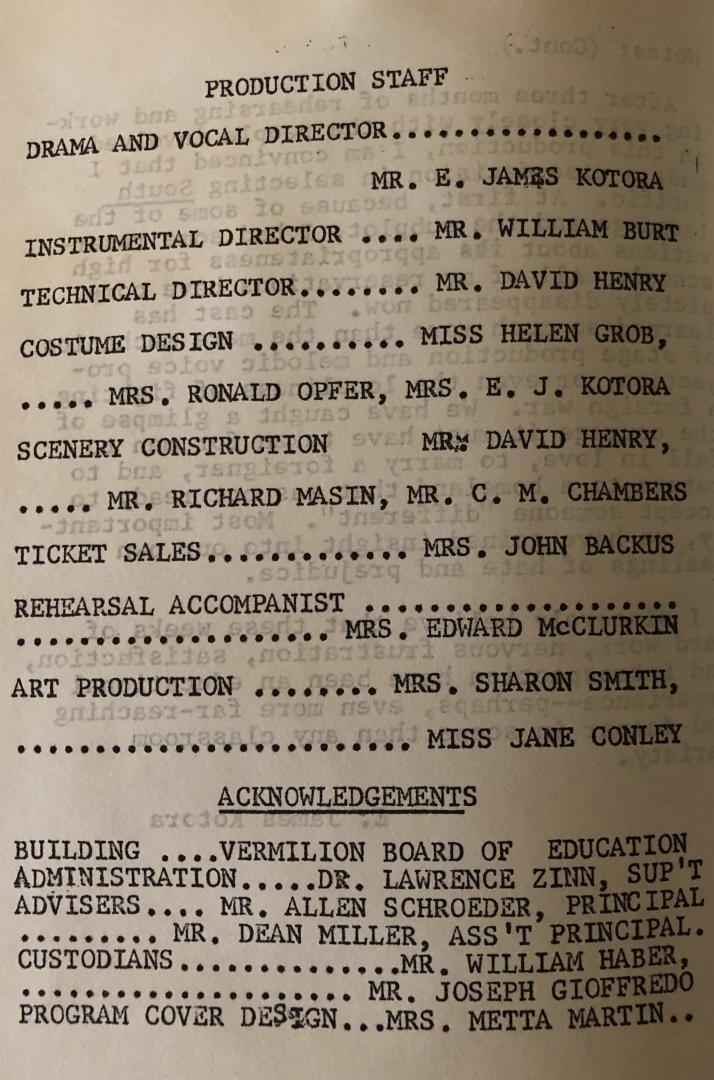 PRODUCTION STAFF
DRAMA AND VOCAL DIRECTOR...................
MR. E. JAMES KOTORA
INSTRUMENTAL DIRECTOR .... MR. WILLIAM BURT
TECHNICAL DIRECTOR........ MR. DAVID HENRY
COSTUME DESIGN .......... MISS HELEN GROB,
..... MRS. RONALD OPFER, MRS. E. J. KOTORA
SCENERY CONSTRUCTION MR. DAVID HENRY,
..... MR. RICHARD MASIN, MR. C. M. CHAMBERS
TICKET SALES.............. MRS. JOHN BACKUS
REHEARSAL ACCOMPANIST ......................
...................... MRS. EDWARD McCLURKIN
ART PRODUCTION ........ MRS. SHARON SMITH,
............................ MISS JANE CONLEY
ACKNOWLEDGEMENTS
BUILDING ....VERMILION BOARD OF EDUCATION
ADMINISTRATION.....DR. LAWRENCE ZINN, SUP'T
ADVISERS.... MR. ALLEN SCHROEDER, PRINCIPAL
......... MR. DEAN MILLER, ASS'T PRINCIPAL.
CUSTODIANS..............MR. WILLIAM HABER,
....................... MR. JOSEPH GIOFFREDO
PROGRAM COVER DESIGN...MRS. METTA MARTIN..